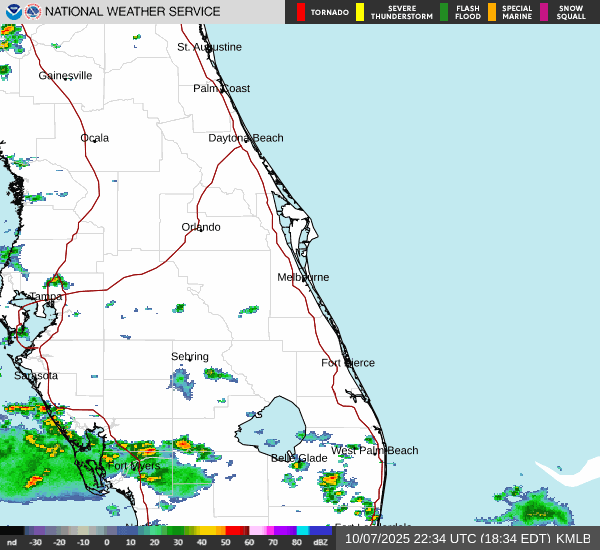 NATIONAL WEATHER SERVICE
TORNADO
SEVERE
THUNDERSTORM
FLASH
FLOOD
SPECIAL
MARINE
SNOW
SQUALL
St. Augustine
Gainesville
Palm Coast
Ocala
Daytona Beach
Orlando
Melbourne
Tampa
Sebring
Fort Pierce
Sarasota
West Palm Beach
Belle Glade
Fort Myers
nd -30 -20 -10 0 10 20 30 40 50 60 70 80 dBZ
10/07/2025 22:34 UTC (18:34 EDT) KMLB